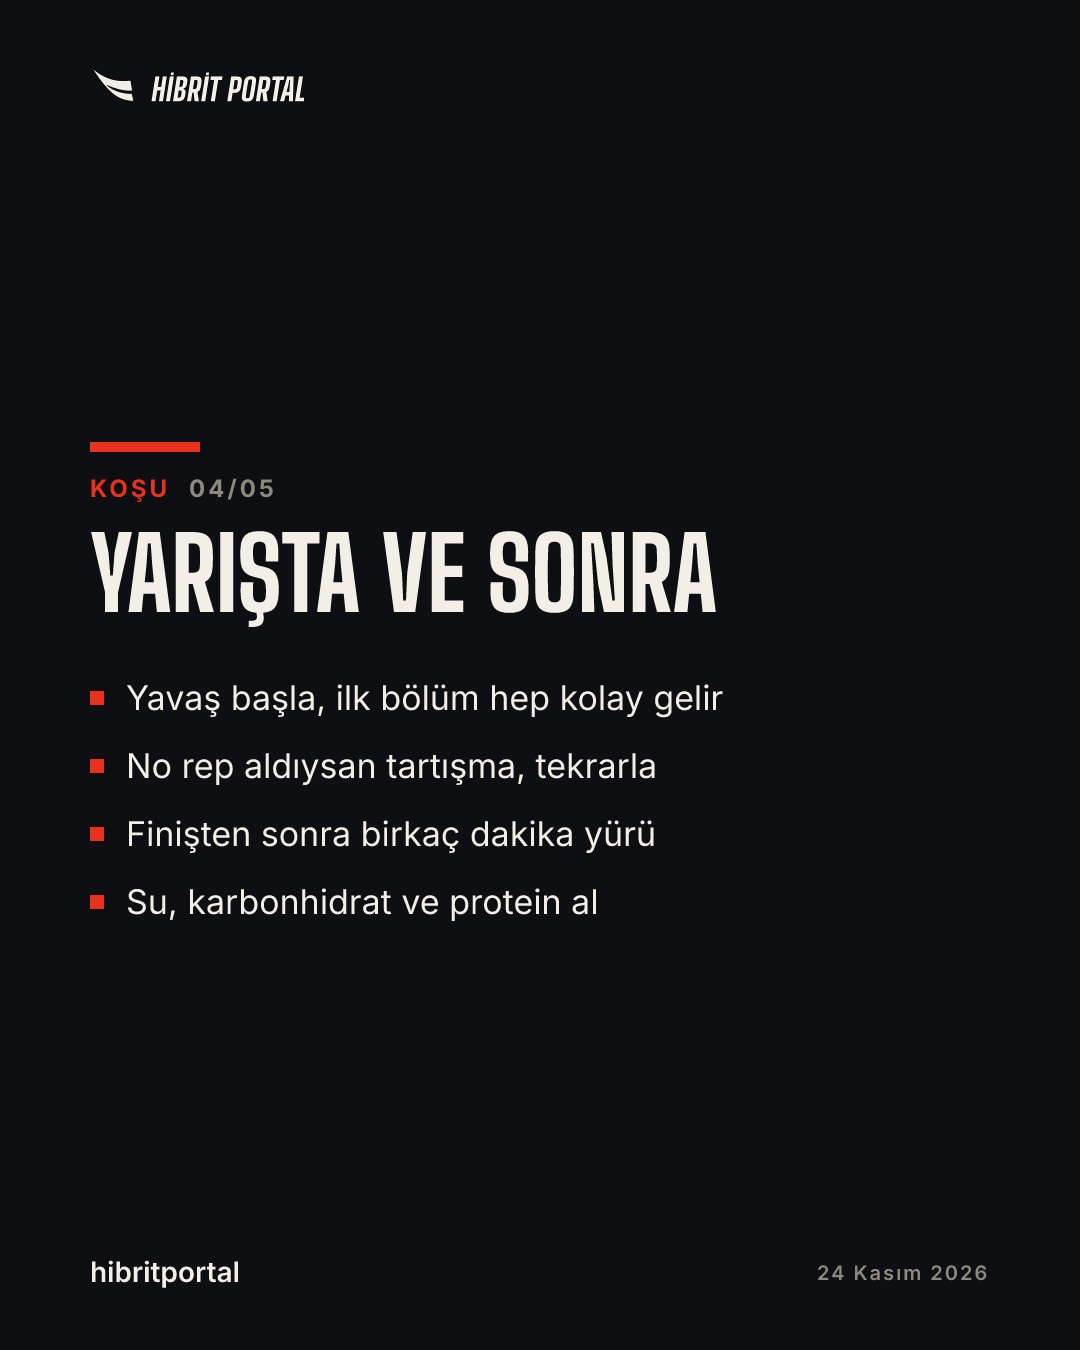 HİBRİT PORTAL
KOŞU 04/05
YARIŞTA VE SONRA
Yavaş başla, ilk bölüm hep kolay gelir
No rep aldıysan tartışma, tekrarla
Finişten sonra birkaç dakika yürü
Su, karbonhidrat ve protein al
hibritportal
24 Kasım 2026